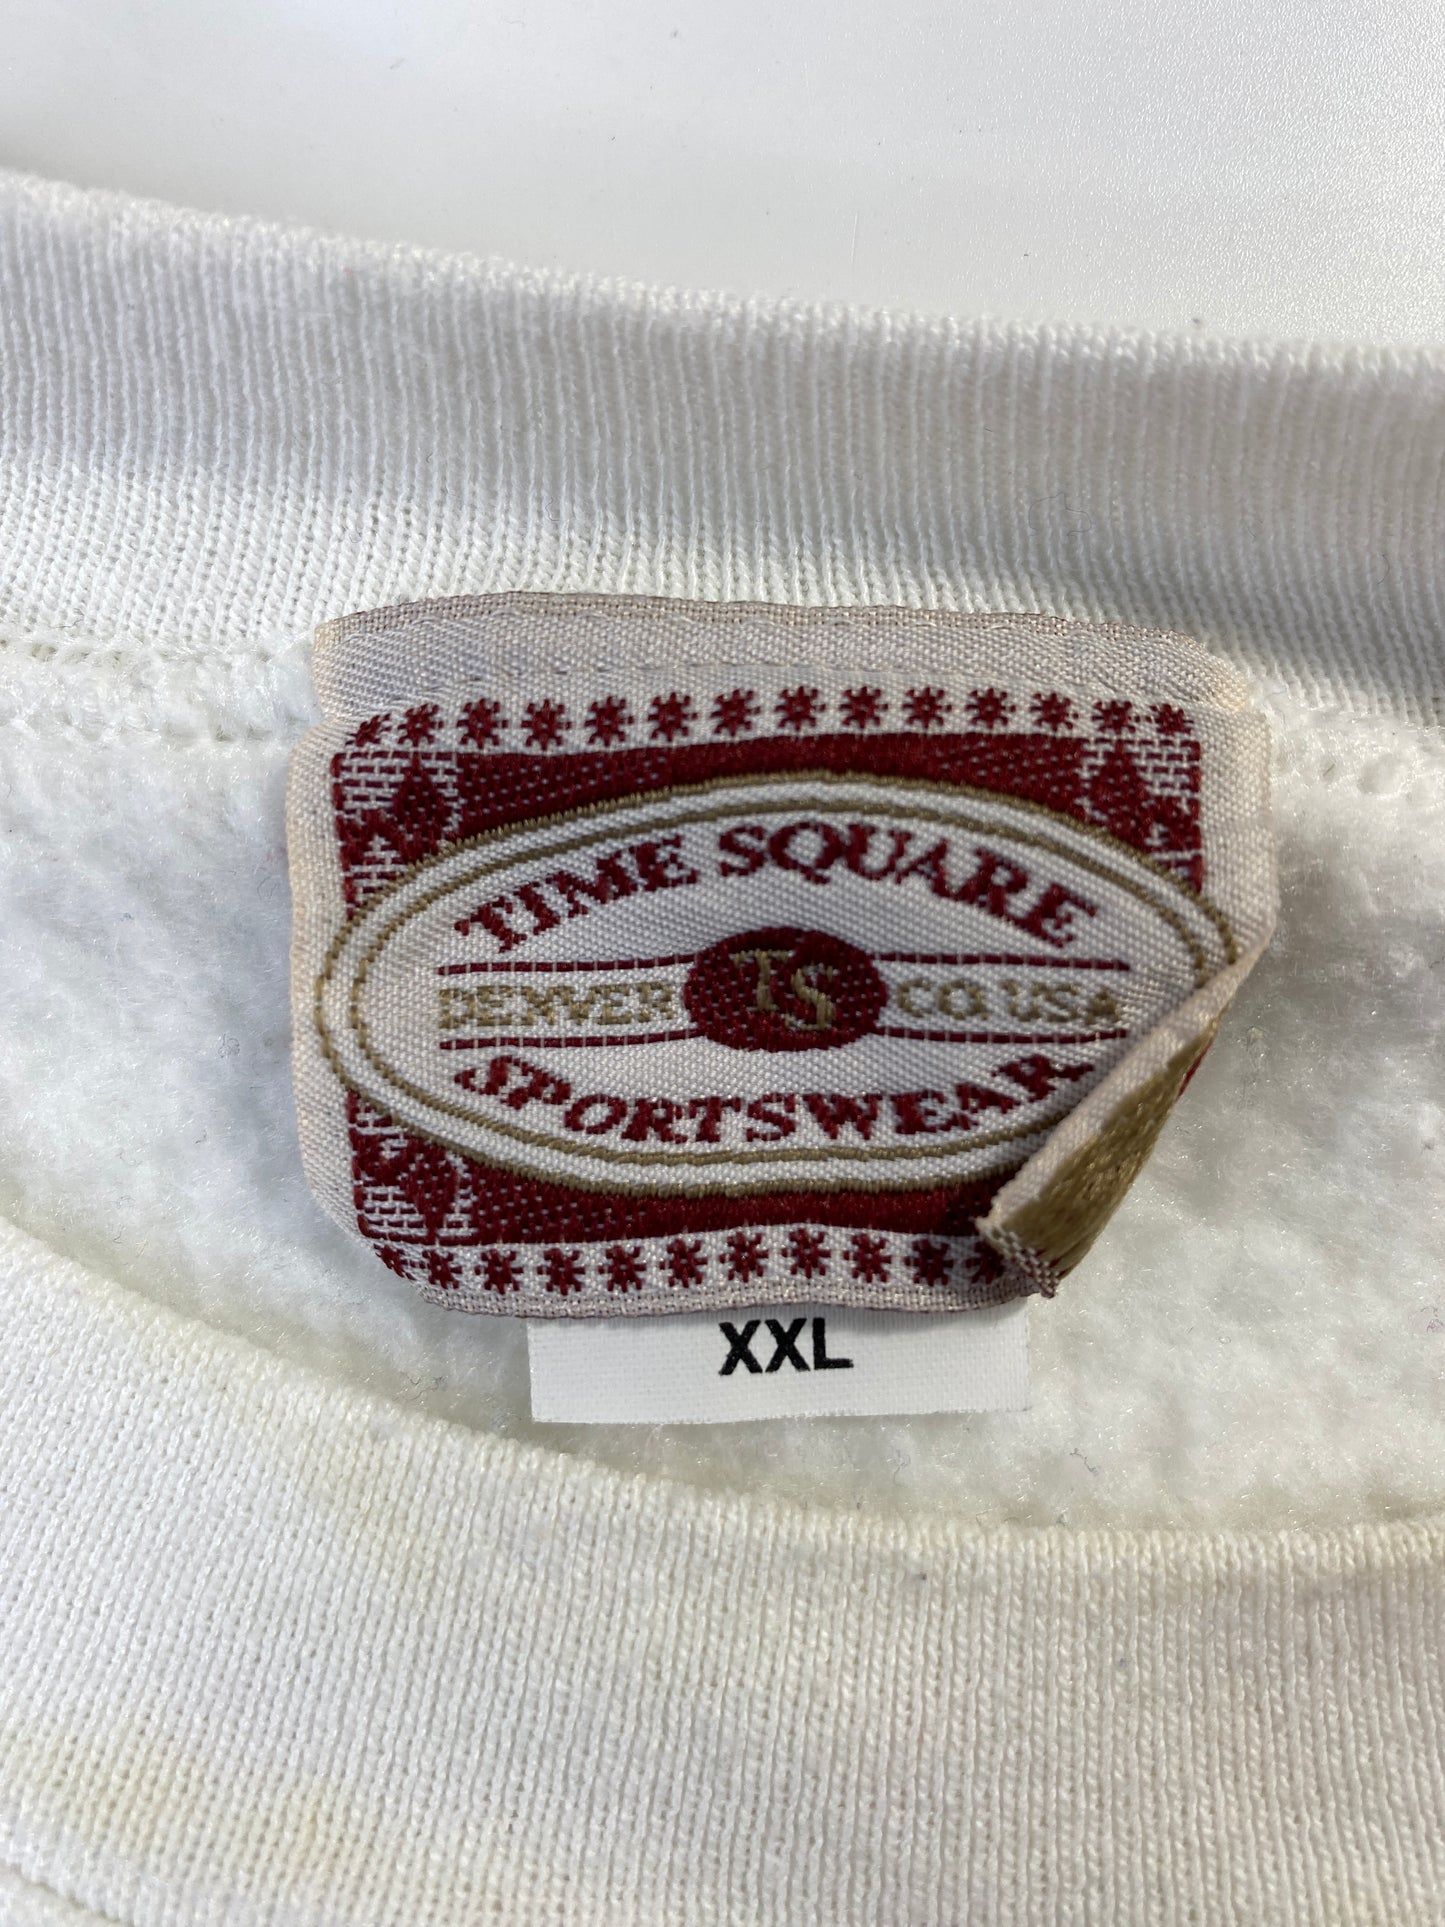 TIME SQUARE
DENVER TS CO. USA
SPORTSWEAR
XXL